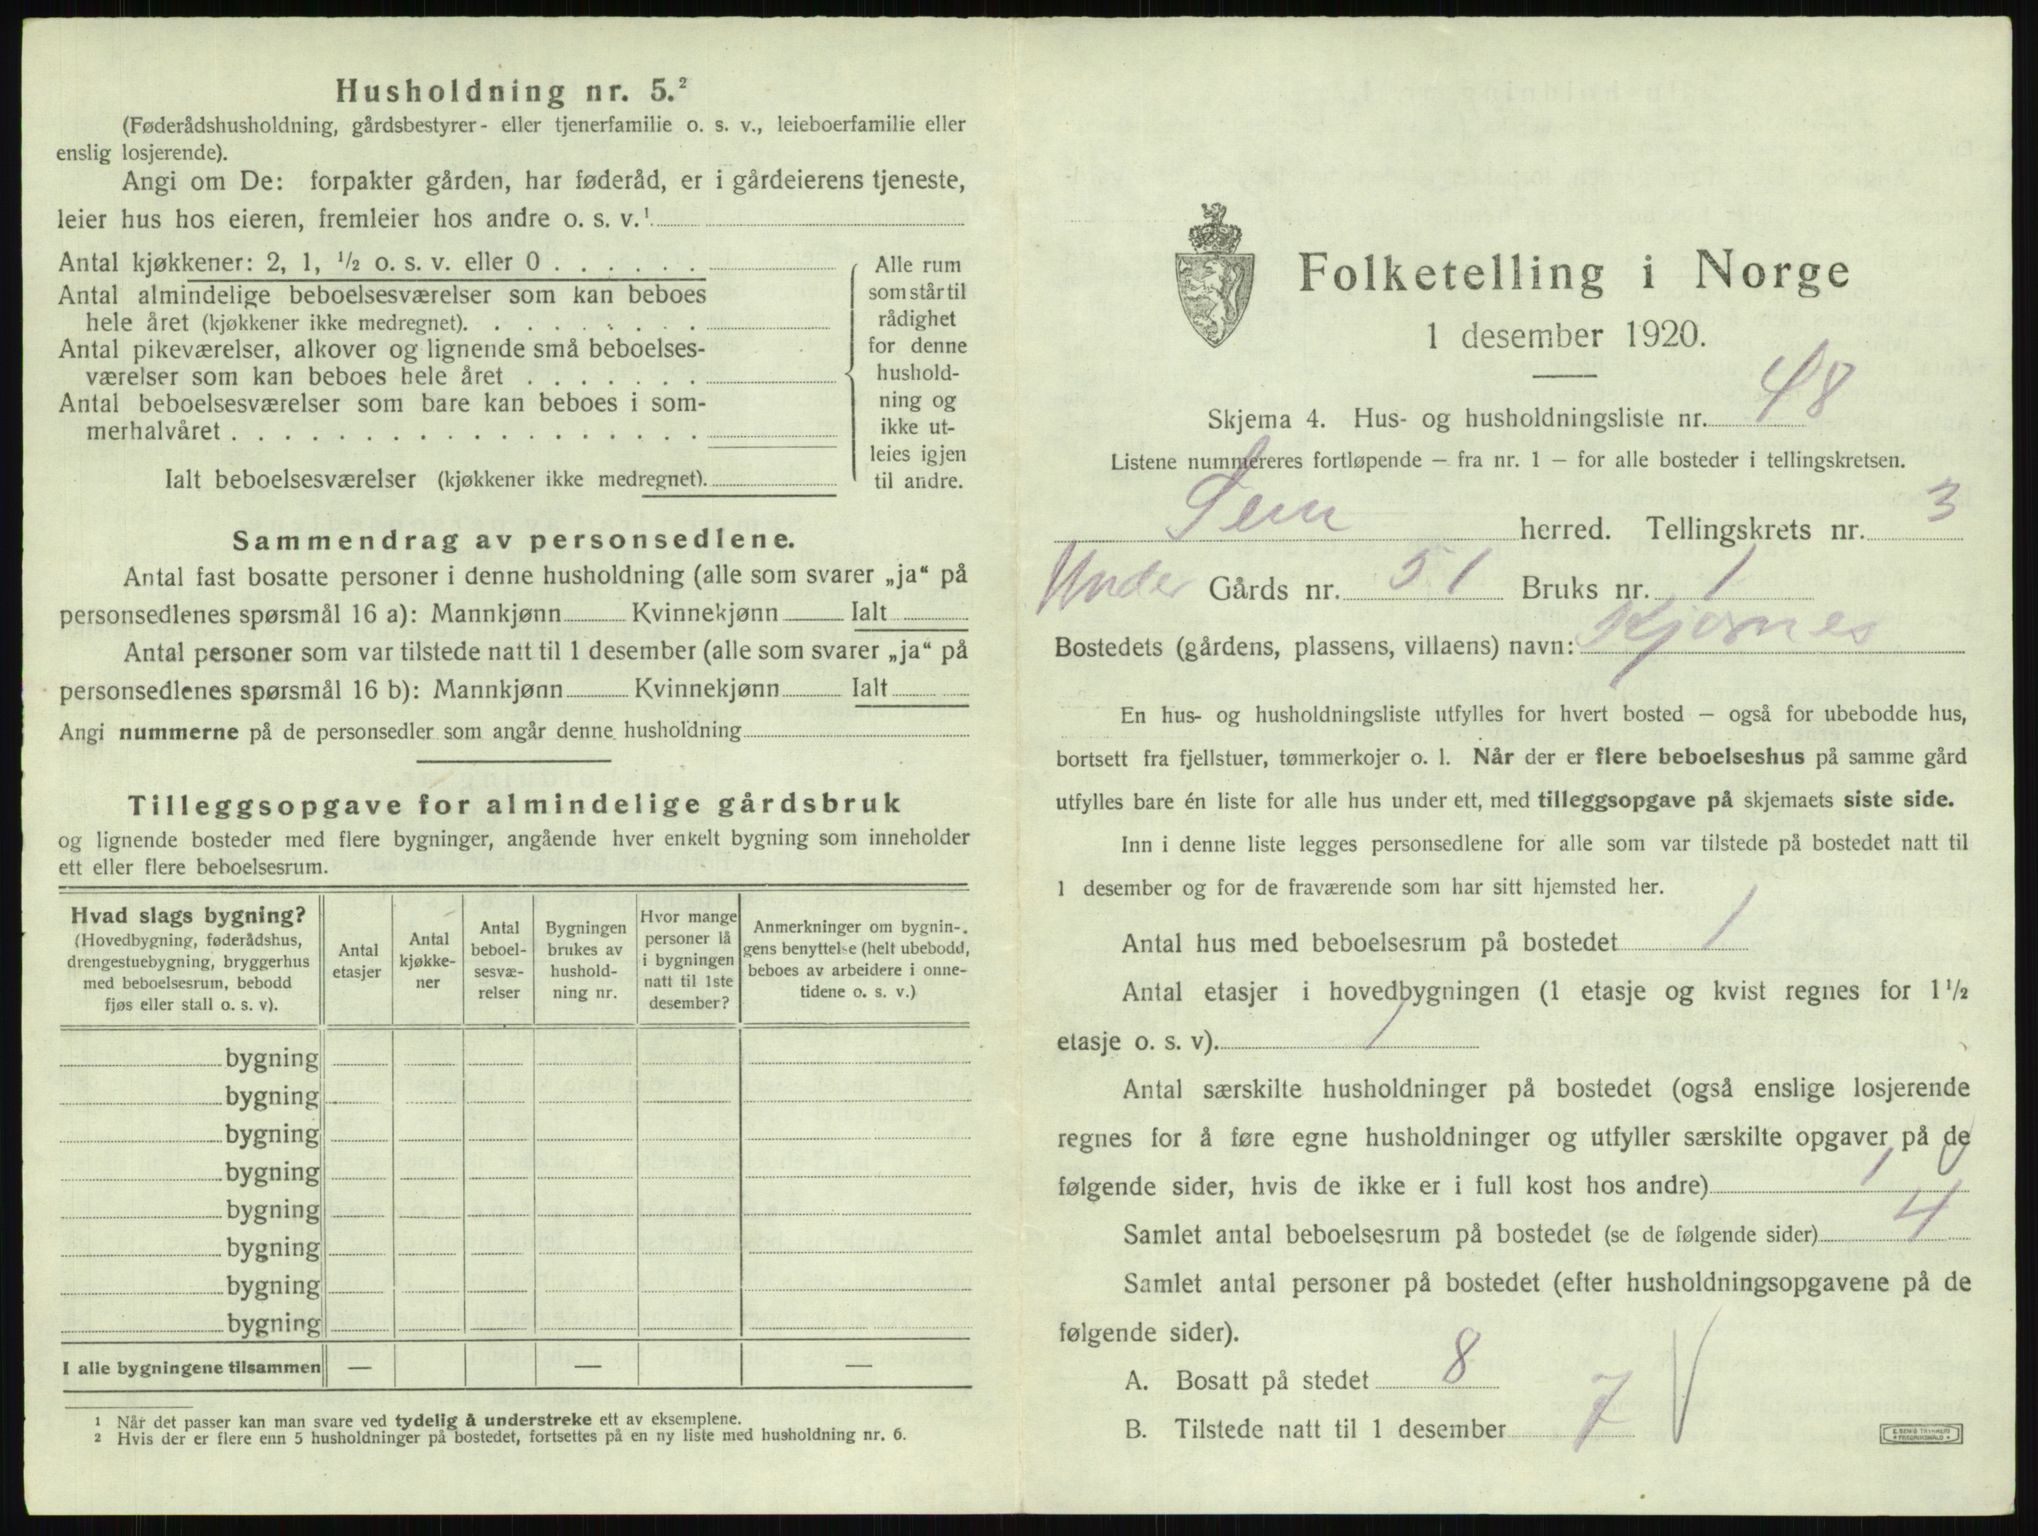 Husholdning nr. 5.²
(Føderådshusholdning, gårdsbestyrer- eller tjenerfamilie o. s. v., leieboerfamilie eller
enslig losjerende).
Angi om De: forpakter gården, har føderåd, er i gårdeierens tjeneste,
leier hus hos eieren, fremleier hos andre o. s. v.¹
Antal kjøkkener: 2, 1, ¹/₂ o. s. v. eller 0
Antal almindelige beboelsesværelser som kan beboes
hele året (kjøkkener ikke medregnet).
Antal pikeværelser, alkover og lignende små beboelses-
værelser som kan beboes hele året
Antal beboelsesværelser som bare kan beboes i som-
merhalvåret
Ialt beboelsesværelser (kjøkkener ikke medregnet).
Alle rum
som står til
rådighet
for denne
hushold-
ning og
ikke ut-
leies igjen
til andre.
Sammendrag av personsedlene.
Antal fast bosatte personer i denne husholdning (alle som svarer „ja“ på
personsedlenes spørsmål 16 a): Mannkjønn Kvinnekjønn Ialt
Antal personer som var tilstede natt til 1 desember (alle som svarer „ja“ på
personsedlenes spørsmål 16 b): Mannkjønn Kvinnekjønn Ialt
Angi nummerne på de personsedler som angår denne husholdning
Tilleggsopgave for almindelige gårdsbruk
og lignende bosteder med flere bygninger, angående hver enkelt bygning som inneholder
ett eller flere beboelsesrum.
Hvad slags bygning?
(Hovedbygning, føderådshus,
drengestuebygning, bryggerhus
med beboelsesrum, bebodd
fjøs eller stall o. s. v).
Antal
etasjer
Antal
kjøkke-
ner
Antal
beboel-
sesvæ-
relser
Bygningen
brukes av
hushold-
ning nr.
Hvor mange
personer lå
i bygningen
natt til 1ste
desember?
Anmerkninger om bygnin-
gens benyttelse (helt ubebodd,
beboes av arbeidere i onne-
tidene o. s. v.)
bygning
bygning
bygning
bygning
bygning
bygning
bygning
bygning
I alle bygningene tilsammen — — —
¹ Når det passer kan man svare ved tydelig å understreke ett av eksemplene.
² Hvis der er flere enn 5 husholdninger på bostedet, fortsettes på en ny liste med husholdning nr. 6.
Folketelling i Norge
1 desember 1920.
Skjema 4. Hus- og husholdningsliste nr. 48
Listene nummereres fortløpende – fra nr. 1 – for alle bosteder i tellingskretsen.
Sem herred. Tellingskrets nr. 3
Under Gårds nr. 51 Bruks nr. 1
Bostedets (gårdens, plassens, villaens) navn: Kjørnes
En hus- og husholdningsliste utfylles for hvert bosted – også for ubebodde hus,
bortsett fra fjellstuer, tømmerkojer o. l. Når der er flere beboelseshus på samme gård
utfylles bare én liste for alle hus under ett, med tilleggsopgave på skjemaets siste side.
Inn i denne liste legges personsedlene for alle som var tilstede på bostedet natt til
1 desember og for de fraværende som har sitt hjemsted her.
Antal hus med beboelsesrum på bostedet 1
Antal etasjer i hovedbygningen (1 etasje og kvist regnes for 1¹/₂
etasje o. s. v). 1
Antal særskilte husholdninger på bostedet (også enslige losjerende
regnes for å føre egne husholdninger og utfyller særskilte opgaver på de
følgende sider, hvis de ikke er i full kost hos andre) 1
Samlet antal beboelsesrum på bostedet (se de følgende sider) 4
Samlet antal personer på bostedet (efter husholdningsopgavene på de
følgende sider).
A. Bosatt på stedet 8
B. Tilstede natt til 1 desember 7